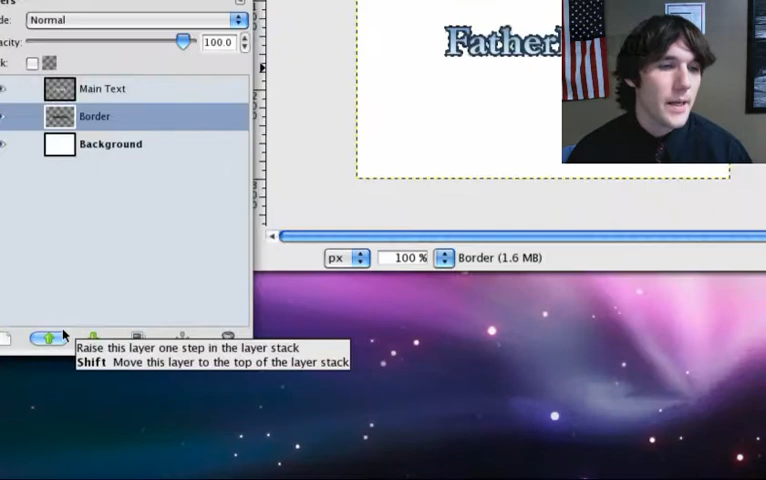 Normal
100.0
Main Text
Border
Background
Raise this layer one step in the layer stack
Shift Move this layer to the top of the layer stack
px
100 %
Border (1.6 MB)